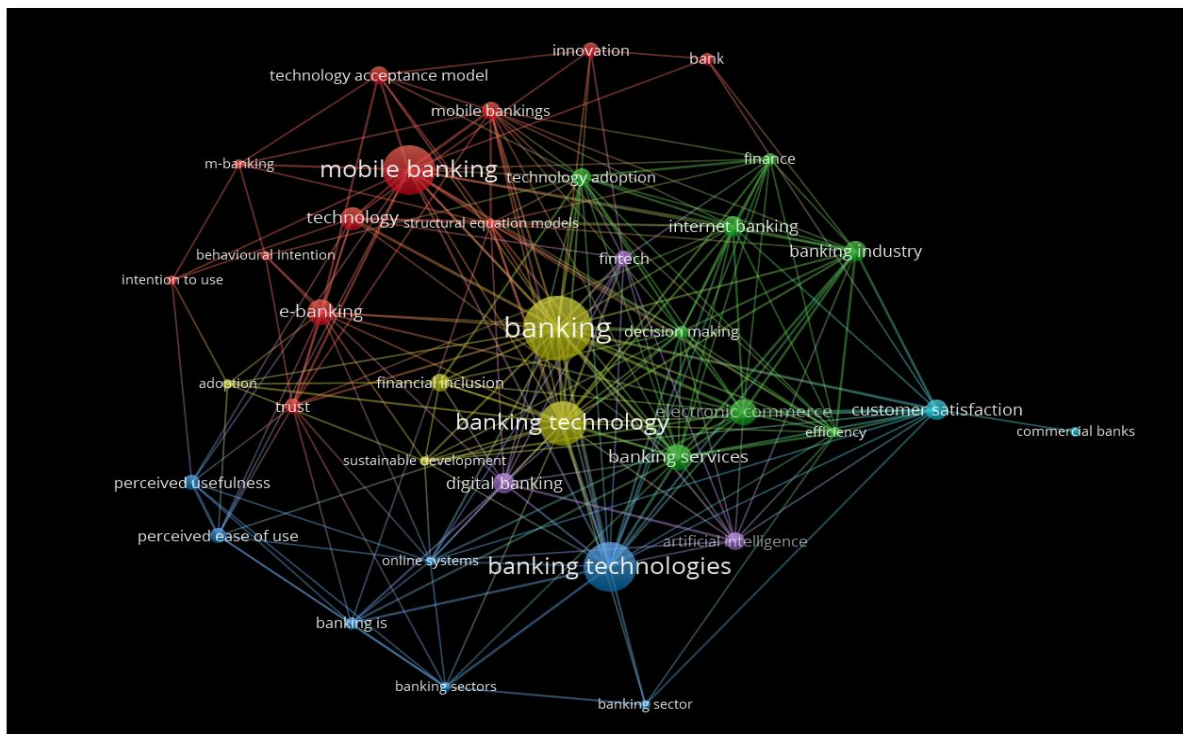 innovation
bank
technology acceptance model
mobile bankings
finance
m-banking
mobile banking
technology adoption
technology
structural equation models
internet banking
banking industry
behavioural intention
fintech
intention to use
e-banking
banking
decision making
adoption
financial inclusion
trust
electronic commerce
customer satisfaction
banking technology
efficiency
commercial banks
sustainable development
banking services
perceived usefulness
digital banking
perceived ease of use
artificial intelligence
online systems
banking technologies
banking is
banking sectors
banking sector